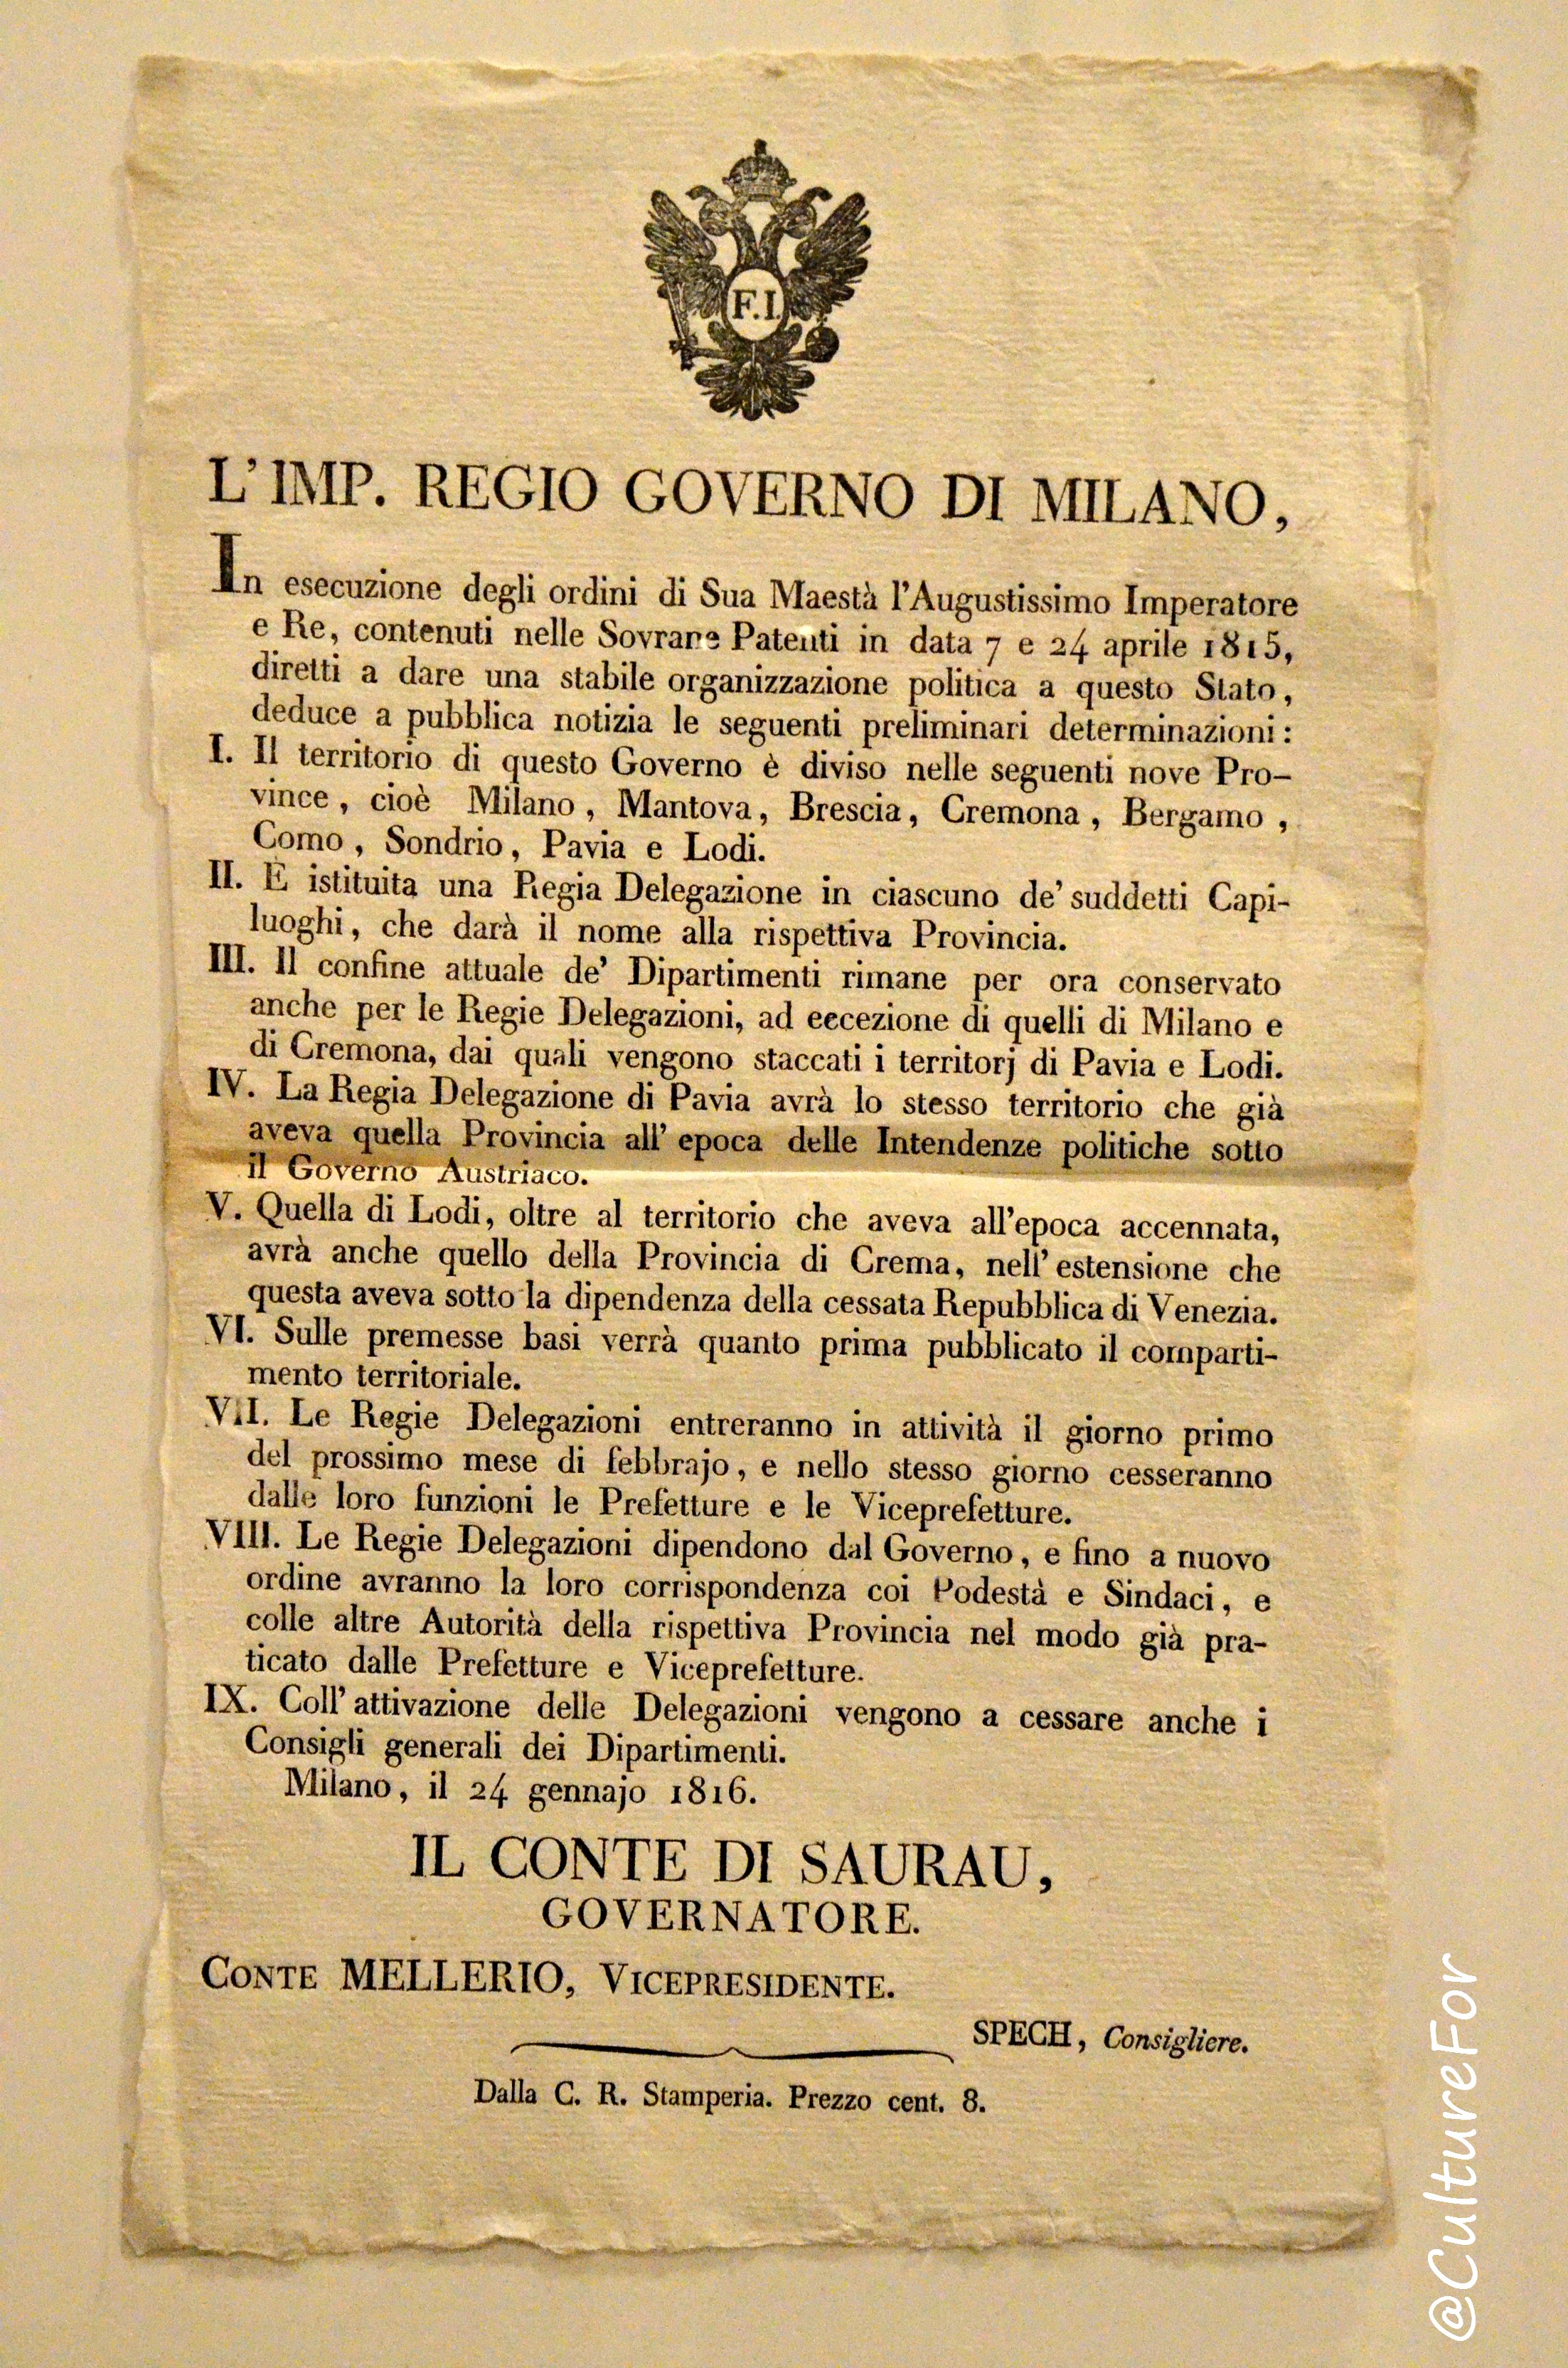 F.I.
L'IMP. REGIO GOVERNO DI MILANO,
In esecuzione degli ordini di Sua Maestà l'Augustissimo Imperatore
e Re, contenuti nelle Sovrane Patenti in data 7 e 24 aprile 1815,
diretti a dare una stabile organizzazione politica a questo Stato,
deduce a pubblica notizia le seguenti preliminari determinazioni:
I. Il territorio di questo Governo è diviso nelle seguenti nove Pro-
vince, cioè Milano, Mantova, Brescia, Cremona, Bergamo,
Como, Sondrio, Pavia e Lodi.
II. È istituita una Regia Delegazione in ciascuno de' suddetti Capi-
luoghi, che darà il nome alla rispettiva Provincia.
III. Il confine attuale de' Dipartimenti rimane per ora conservato
anche per le Regie Delegazioni, ad eccezione di quelli di Milano e
di Cremona, dai quali vengono staccati i territorj di Pavia e Lodi.
IV. La Regia Delegazione di Pavia avrà lo stesso territorio che già
aveva quella Provincia all' epoca delle Intendenze politiche sotto
il Governo Austriaco.
V. Quella di Lodi, oltre al territorio che aveva all'epoca accennata,
avrà anche quello della Provincia di Crema, nell' estensione che
questa aveva sotto la dipendenza della cessata Repubblica di Venezia.
VI. Sulle premesse basi verrà quanto prima pubblicato il comparti-
mento territoriale.
VII. Le Regie Delegazioni entreranno in attività il giorno primo
del prossimo mese di febbrajo, e nello stesso giorno cesseranno
dalle loro funzioni le Prefetture e le Viceprefetture.
VIII. Le Regie Delegazioni dipendono dal Governo, e fino a nuovo
ordine avranno la loro corrispondenza coi Podestà e Sindaci, e
colle altre Autorità della rispettiva Provincia nel modo già pra-
ticato dalle Prefetture e Viceprefetture.
IX. Coll' attivazione delle Delegazioni vengono a cessare anche i
Consigli generali dei Dipartimenti.
Milano, il 24 gennajo 1816.
IL CONTE DI SAURAU,
GOVERNATORE.
CONTE MELLERIO, VICEPRESIDENTE.
SPECH, Consigliere.
Dalla C. R. Stamperia. Prezzo cent. 8.
@CultureFor